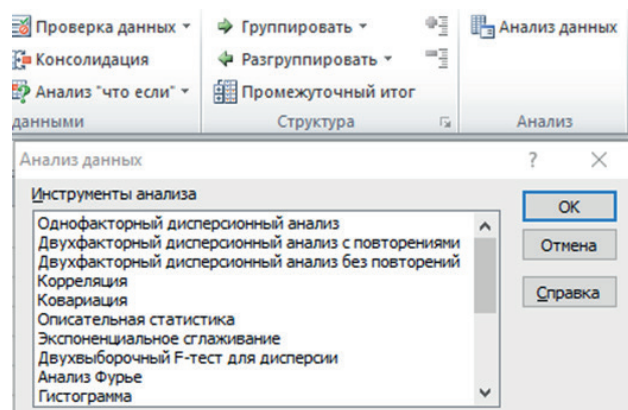 Проверка данных
Группировать
Анализ данных
Консолидация
Разгруппировать
Анализ "что если"
Промежуточный итог
данными
Структура
Анализ
Анализ данных
?
Инструменты анализа
Однофакторный дисперсионный анализ
Двухфакторный дисперсионный анализ с повторениями
Двухфакторный дисперсионный анализ без повторений
Корреляция
Ковариация
Описательная статистика
Экспоненциальное сглаживание
Двухвыборочный F-тест для дисперсии
Анализ Фурье
Гистограмма
OK
Отмена
Справка